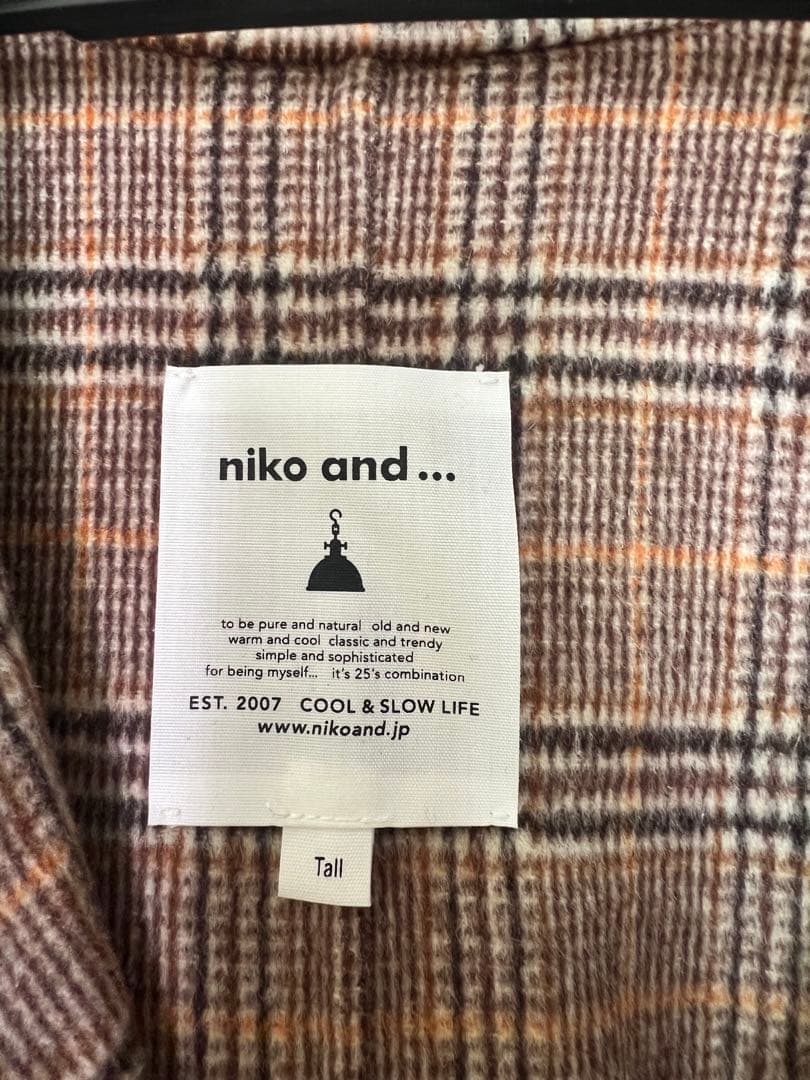 niko and...
to be pure and natural old and new
warm and cool classic and trendy
simple and sophisticated
for being myself... it's 25's combination
EST. 2007 COOL & SLOW LIFE
www.nikoand.jp
Tall